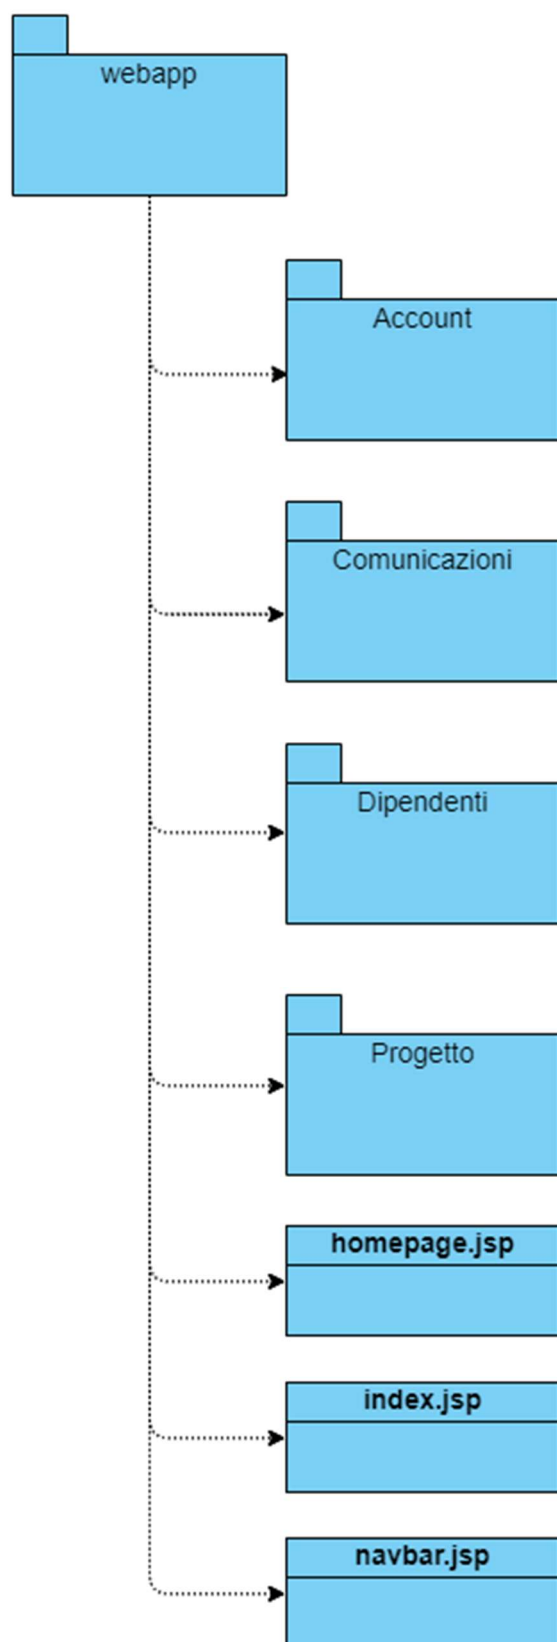 webapp
Account
Comunicazioni
Dipendenti
Progetto
homepage.jsp
index.jsp
navbar.jsp